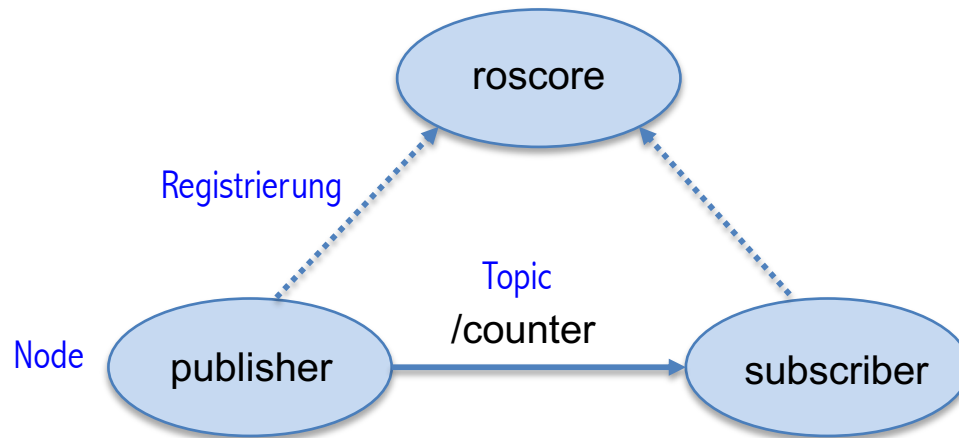 roscore
Registrierung
Topic
/counter
Node
publisher
subscriber